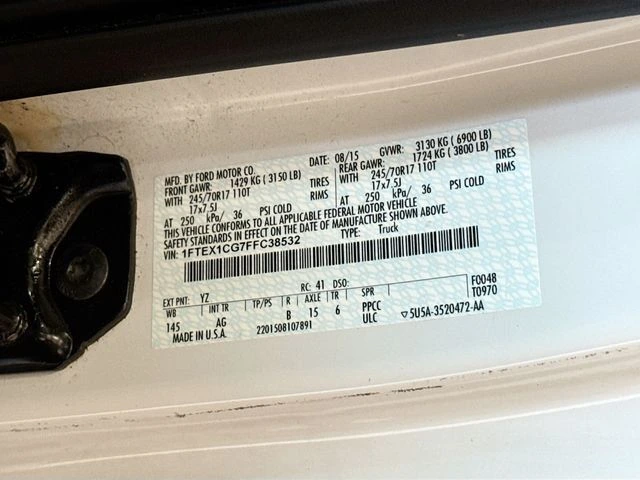 MFD. BY FORD MOTOR CO. DATE: 08/15 GVWR: 3130 KG ( 6900 LB)
FRONT GAWR: 1429 KG ( 3150 LB) REAR GAWR: 1724 KG ( 3800 LB)
WITH 245/70R17 110T TIRES WITH 245/70R17 110T TIRES
17x7.5J RIMS 17x7.5J RIMS
AT 250 kPa/ 36 PSI COLD AT 250 kPa/ 36 PSI COLD
THIS VEHICLE CONFORMS TO ALL APPLICABLE FEDERAL MOTOR VEHICLE
SAFETY STANDARDS IN EFFECT ON THE DATE OF MANUFACTURE SHOWN ABOVE
VIN: 1FTEX1CG7FFC38532 TYPE: Truck
EXT PNT: YZ RC: 41 DSO: F0048
WB INT TR TP/PS R AXLE TR SPR T0970
145 AG B 15 6 PPCC
MADE IN U.S.A. 2201508107891 ULC ▽5U5A-3520472-AA